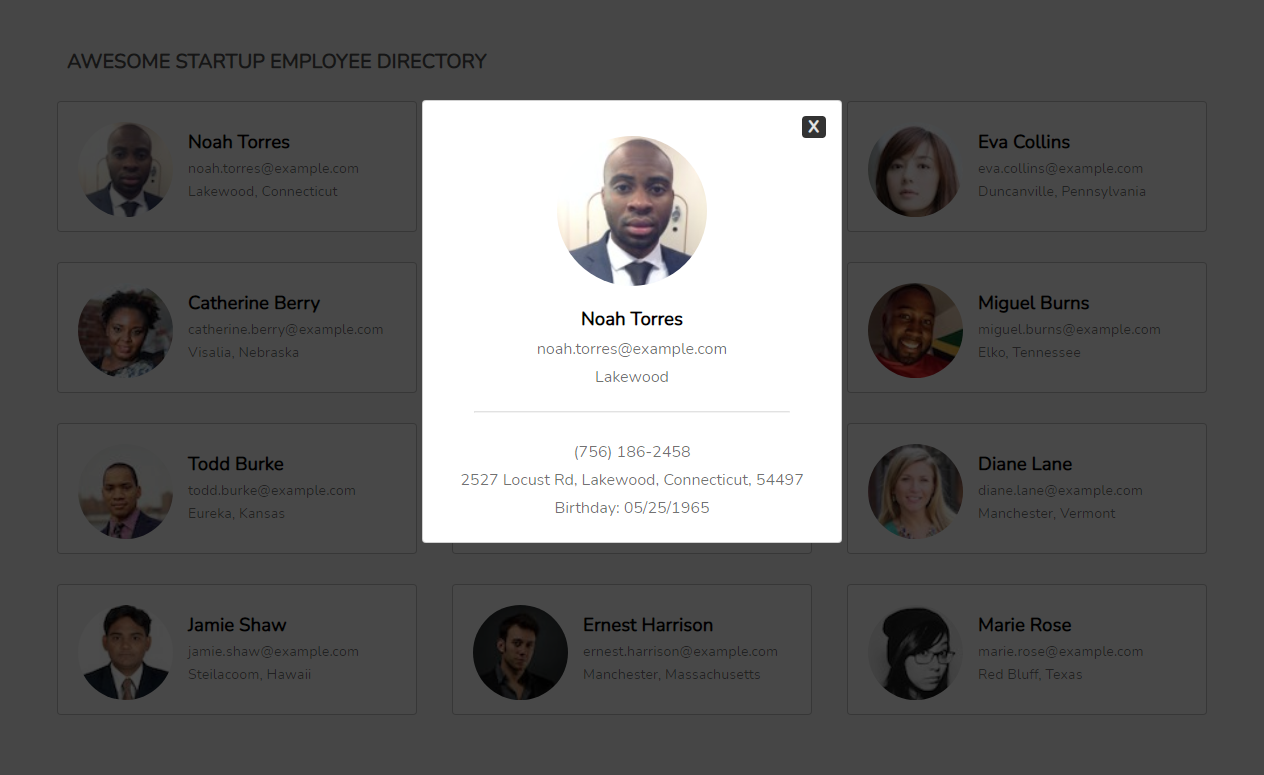 AWESOME STARTUP EMPLOYEE DIRECTORY
Noah Torres
noah.torres@example.com
Lakewood, Connecticut
Eva Collins
eva.collins@example.com
Duncanville, Pennsylvania
Catherine Berry
catherine.berry@example.com
Visalia, Nebraska
Miguel Burns
miguel.burns@example.com
Elko, Tennessee
Todd Burke
todd.burke@example.com
Eureka, Kansas
Diane Lane
diane.lane@example.com
Manchester, Vermont
Jamie Shaw
jamie.shaw@example.com
Steilacoom, Hawaii
Ernest Harrison
ernest.harrison@example.com
Manchester, Massachusetts
Marie Rose
marie.rose@example.com
Red Bluff, Texas
X
Noah Torres
noah.torres@example.com
Lakewood
(756) 186-2458
2527 Locust Rd, Lakewood, Connecticut, 54497
Birthday: 05/25/1965